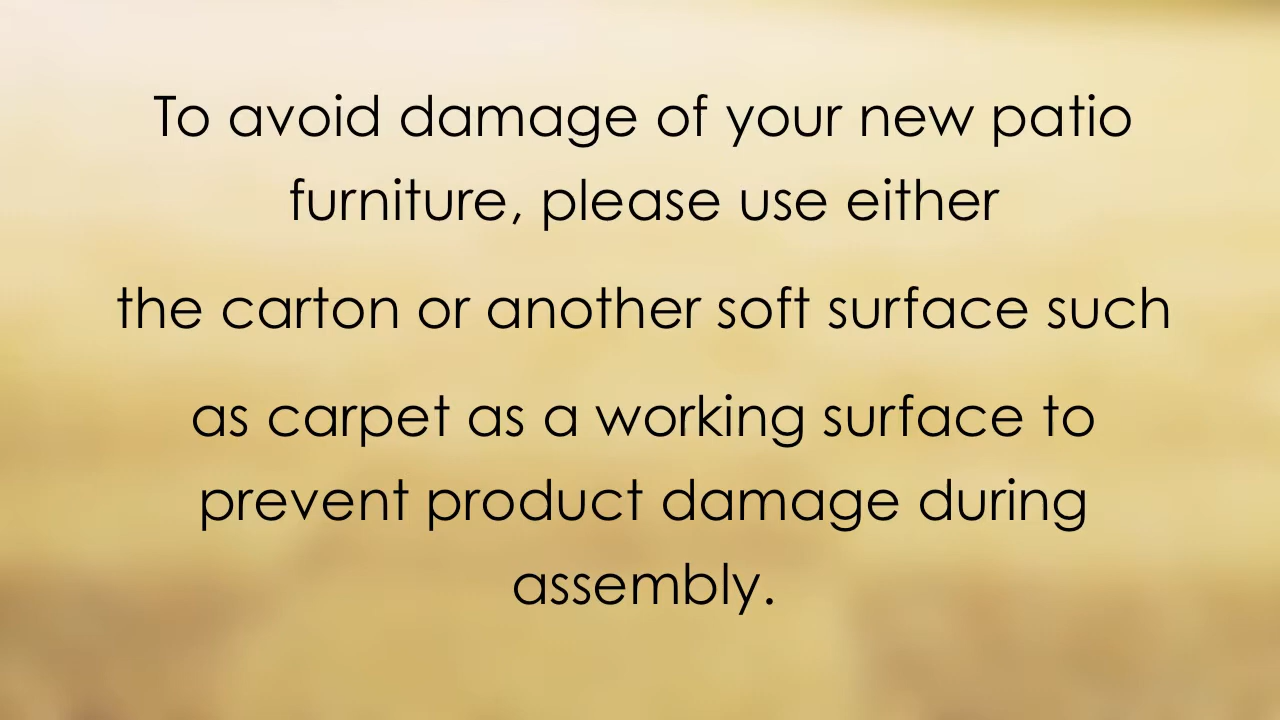 To avoid damage of your new patio
furniture, please use either
the carton or another soft surface such
as carpet as a working surface to
prevent product damage during
assembly.